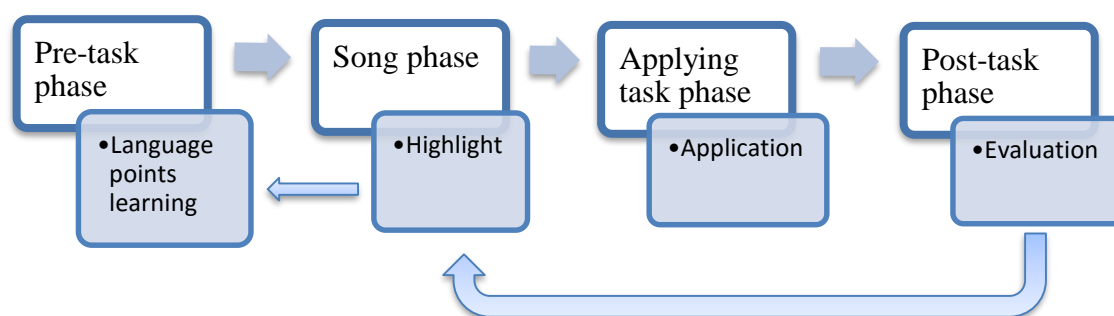 Pre-task
phase
•Language
points
learning
Song phase
•Highlight
Applying
task phase
•Application
Post-task
phase
•Evaluation